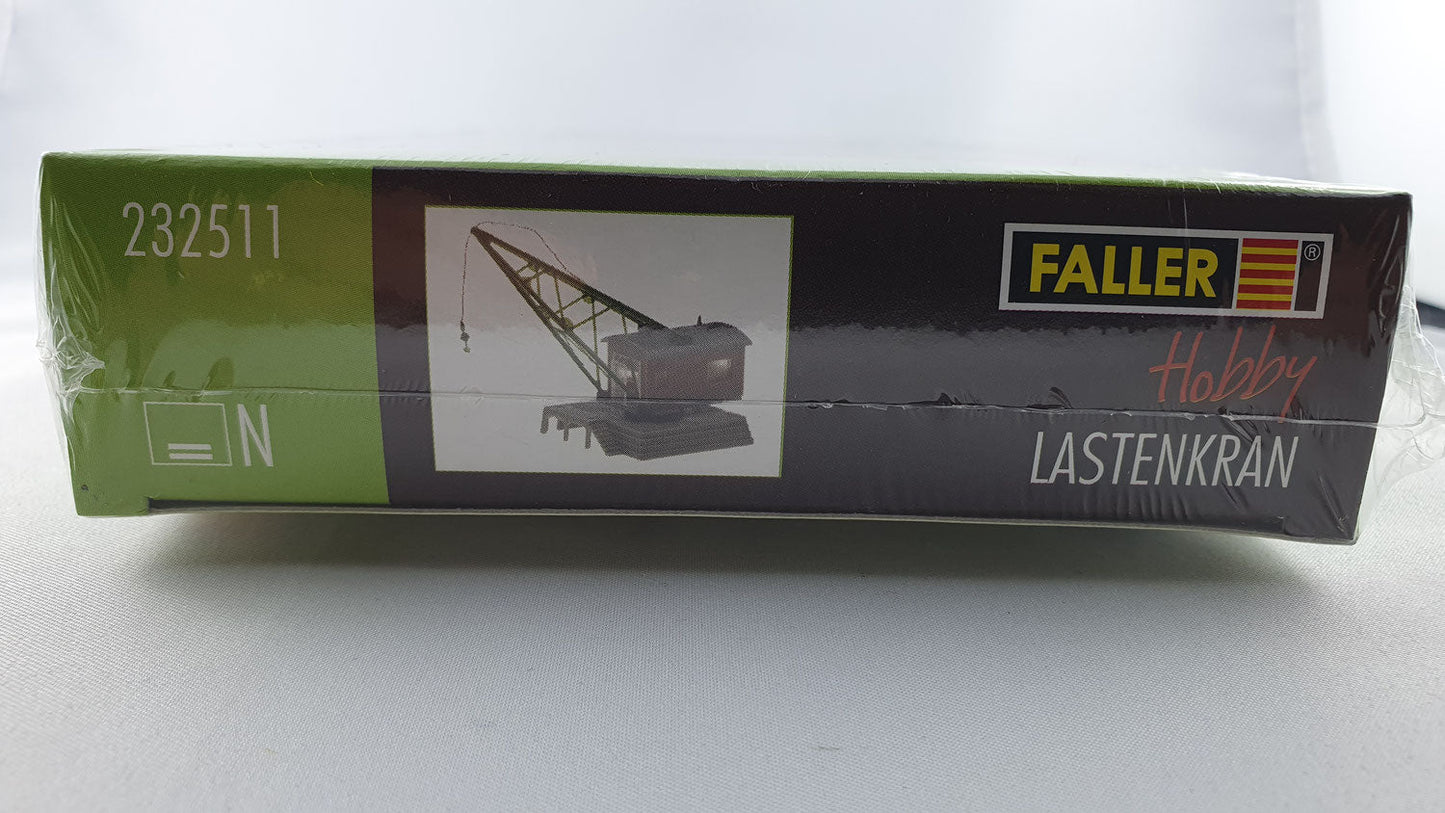 232511
N
FALLER ®
Hobby
LASTENKRAN